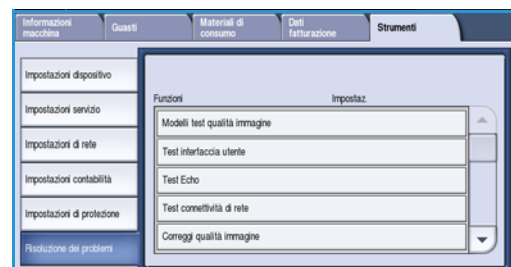 Informazioni macchina
Guasti
Materiali di consumo
Dati fatturazione
Strumenti
Impostazioni dispositivo
Impostazioni servizio
Impostazioni di rete
Impostazioni contabilità
Impostazioni di protezione
Risoluzione dei problemi
Funzioni Impostaz.
Modelli test qualità immagine
Test interfaccia utente
Test Echo
Test connettività di rete
Correggi qualità immagine